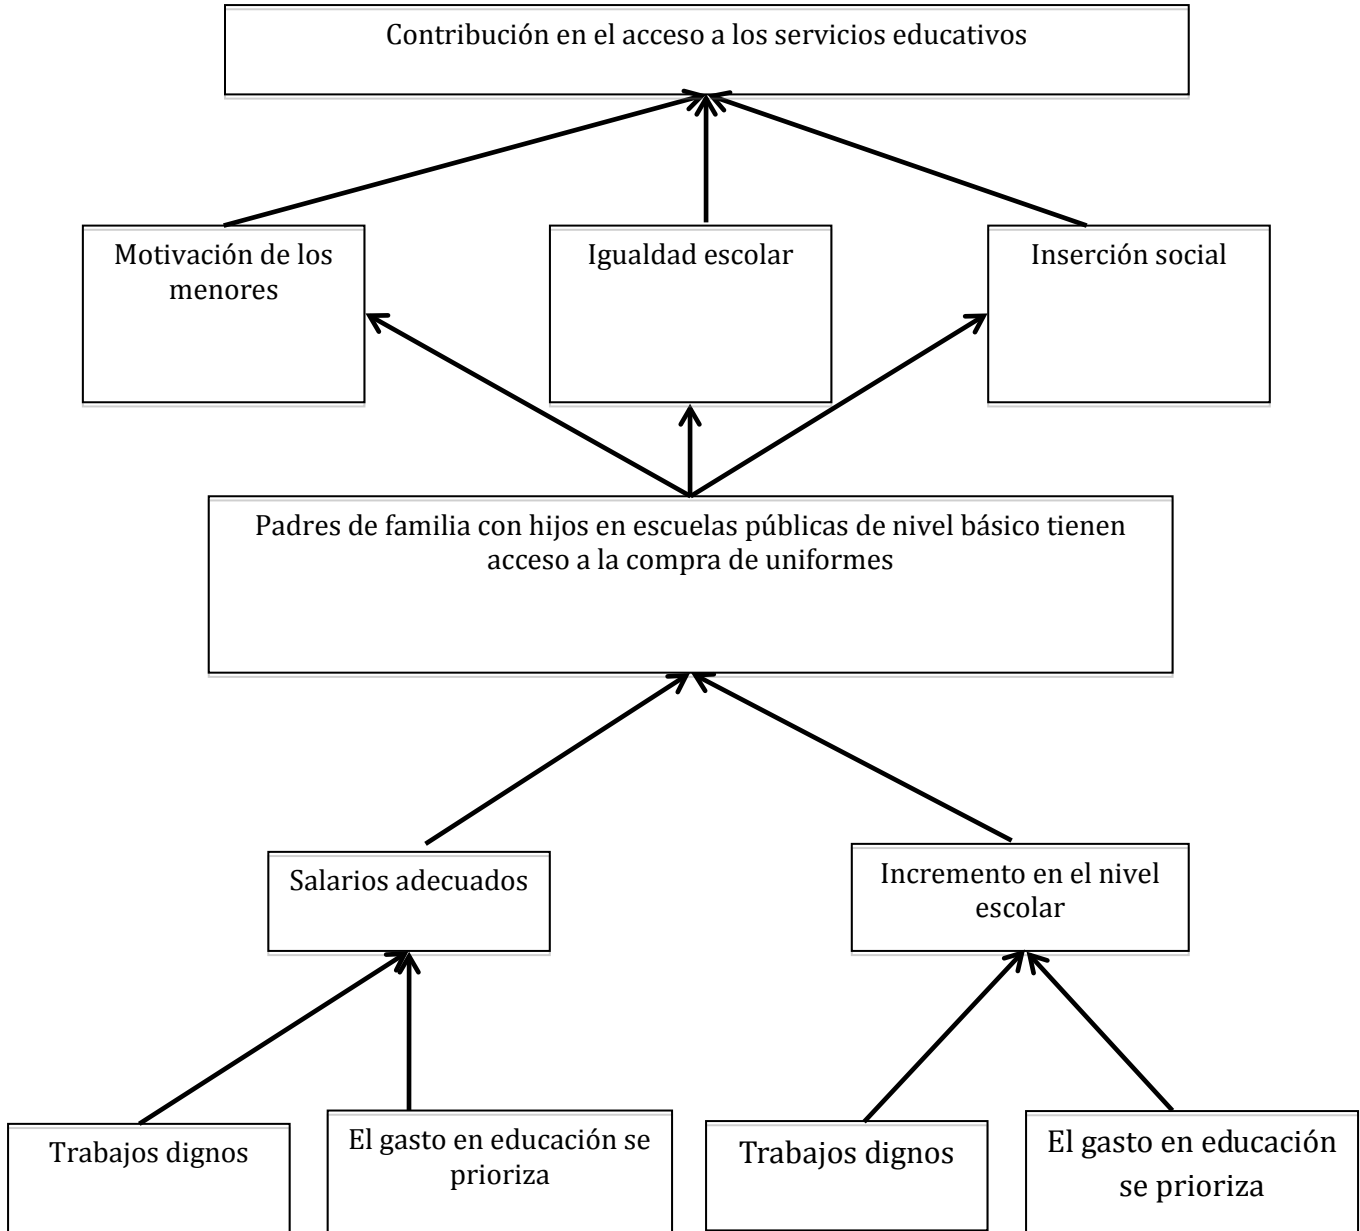 Contribución en el acceso a los servicios educativos
Motivación de los
menores
Igualdad escolar
Inserción social
Padres de familia con hijos en escuelas públicas de nivel básico tienen
acceso a la compra de uniformes
Salarios adecuados
Incremento en el nivel
escolar
Trabajos dignos
El gasto en educación se
prioriza
Trabajos dignos
El gasto en educación
se prioriza